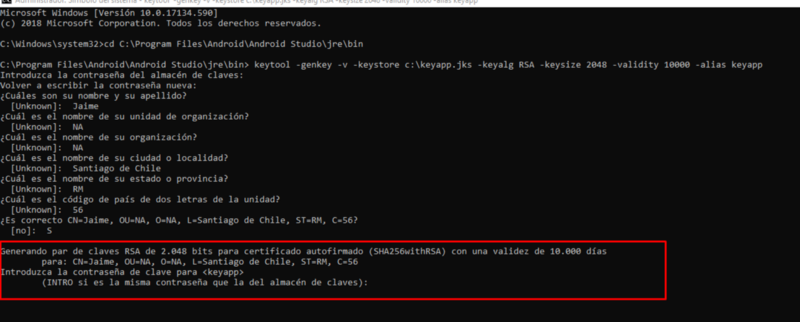 Administrador: Símbolo del sistema - keytool -genkey -v -keystore c:\keyapp.jks -keyalg RSA -keysize 2048 -validity 10000 -alias keyapp
Microsoft Windows [Versión 10.0.17134.590]
(c) 2018 Microsoft Corporation. Todos los derechos reservados.
C:\Windows\system32>cd C:\Program Files\Android\Android Studio\jre\bin
C:\Program Files\Android\Android Studio\jre\bin> keytool -genkey -v -keystore c:\keyapp.jks -keyalg RSA -keysize 2048 -validity 10000 -alias keyapp
Introduzca la contraseña del almacén de claves:
Volver a escribir la contraseña nueva:
¿Cuáles son su nombre y su apellido?
[Unknown]: Jaime
¿Cuál es el nombre de su unidad de organización?
[Unknown]: NA
¿Cuál es el nombre de su organización?
[Unknown]: NA
¿Cuál es el nombre de su ciudad o localidad?
[Unknown]: Santiago de Chile
¿Cuál es el nombre de su estado o provincia?
[Unknown]: RM
¿Cuál es el código de país de dos letras de la unidad?
[Unknown]: 56
¿Es correcto CN=Jaime, OU=NA, O=NA, L=Santiago de Chile, ST=RM, C=56?
[no]: S
Generando par de claves RSA de 2.048 bits para certificado autofirmado (SHA256withRSA) con una validez de 10.000 días
para: CN=Jaime, OU=NA, O=NA, L=Santiago de Chile, ST=RM, C=56
Introduzca la contraseña de clave para <keyapp>
(INTRO si es la misma contraseña que la del almacén de claves):